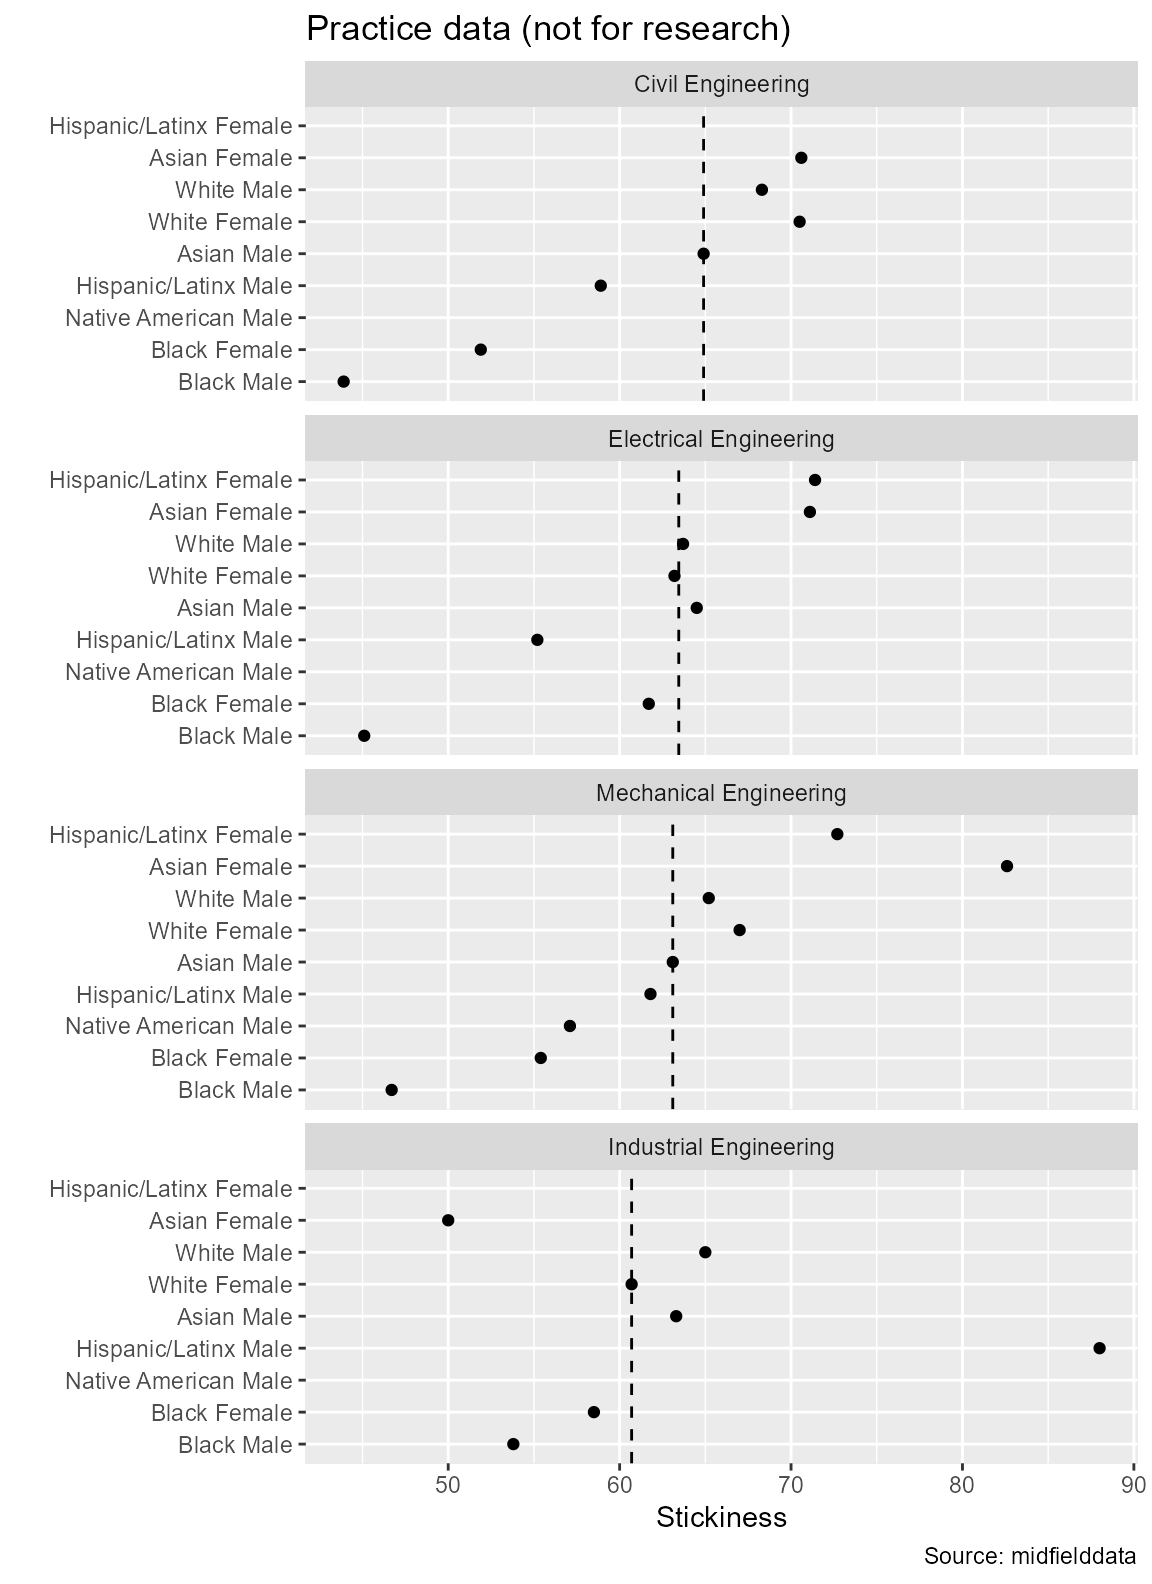 Practice data (not for research)
Civil Engineering
Hispanic/Latinx Female
Asian Female
White Male
White Female
Asian Male
Hispanic/Latinx Male
Native American Male
Black Female
Black Male
Electrical Engineering
Hispanic/Latinx Female
Asian Female
White Male
White Female
Asian Male
Hispanic/Latinx Male
Native American Male
Black Female
Black Male
Mechanical Engineering
Hispanic/Latinx Female
Asian Female
White Male
White Female
Asian Male
Hispanic/Latinx Male
Native American Male
Black Female
Black Male
Industrial Engineering
Hispanic/Latinx Female
Asian Female
White Male
White Female
Asian Male
Hispanic/Latinx Male
Native American Male
Black Female
Black Male
50 60 70 80 90
Stickiness
Source: midfielddata